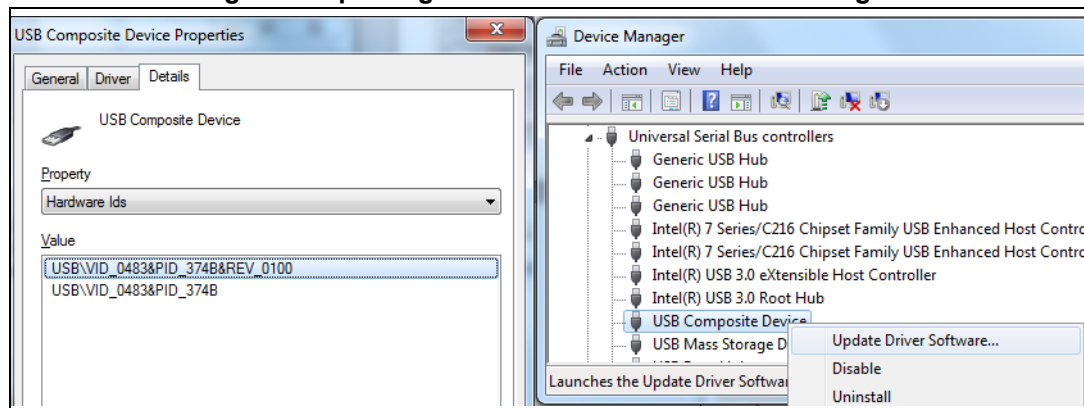 USB Composite Device Properties
General Driver Details
USB Composite Device
Property
Hardware Ids
Value
USB\VID_0483&PID_374B&REV_0100
USB\VID_0483&PID_374B
Device Manager
File Action View Help
Universal Serial Bus controllers
Generic USB Hub
Generic USB Hub
Generic USB Hub
Intel(R) 7 Series/C216 Chipset Family USB Enhanced Host Contro
Intel(R) 7 Series/C216 Chipset Family USB Enhanced Host Contro
Intel(R) USB 3.0 eXtensible Host Controller
Intel(R) USB 3.0 Root Hub
USB Composite Device
USB Mass Storage D
Launches the Update Driver Softwar
Update Driver Software...
Disable
Uninstall